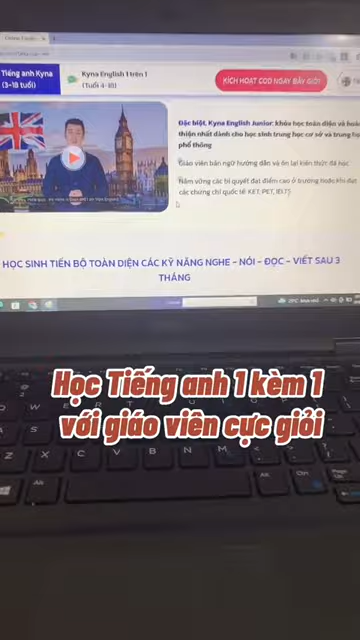 Tiếng anh Kyna
(3-18 tuổi)
Kyna English 1 trên 1
(Tuổi 4-18)
KÍCH HOẠT COD NGAY BÂY GIỜ!
Đặc biệt, Kyna English Junior: khóa học toàn diện và hoàn
thiện nhất dành cho học sinh trung học cơ sở và trung học
phổ thông
Giáo viên bản ngữ hướng dẫn và ôn lại kiến thức đã học
Nắm vững các bí quyết đạt điểm cao ở trường hoặc khi đạt
các chứng chỉ quốc tế KET, PET, IELTS
HỌC SINH TIẾN BỘ TOÀN DIỆN CÁC KỸ NĂNG NGHE - NÓI - ĐỌC - VIẾT SAU 3
THÁNG
Học Tiếng anh 1 kèm 1
với giáo viên cực giỏi
Z X C V B N M
Alt
Alt
Ctrl